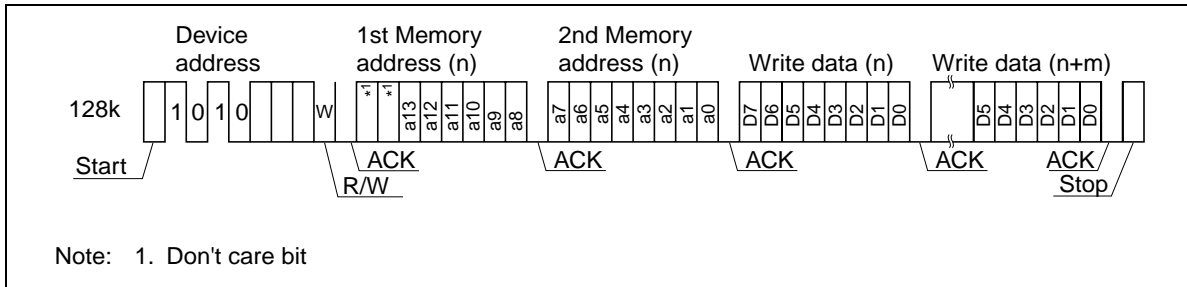 Device address
1st Memory address (n)
2nd Memory address (n)
Write data (n)
Write data (n+m)
128k
1 0 1 0
W
*1 *1 a13 a12 a11 a10 a9 a8
a7 a6 a5 a4 a3 a2 a1 a0
D7 D6 D5 D4 D3 D2 D1 D0
D5 D4 D3 D2 D1 D0
Start
ACK
ACK
ACK
ACK
ACK
R/W
Stop
Note: 1. Don't care bit